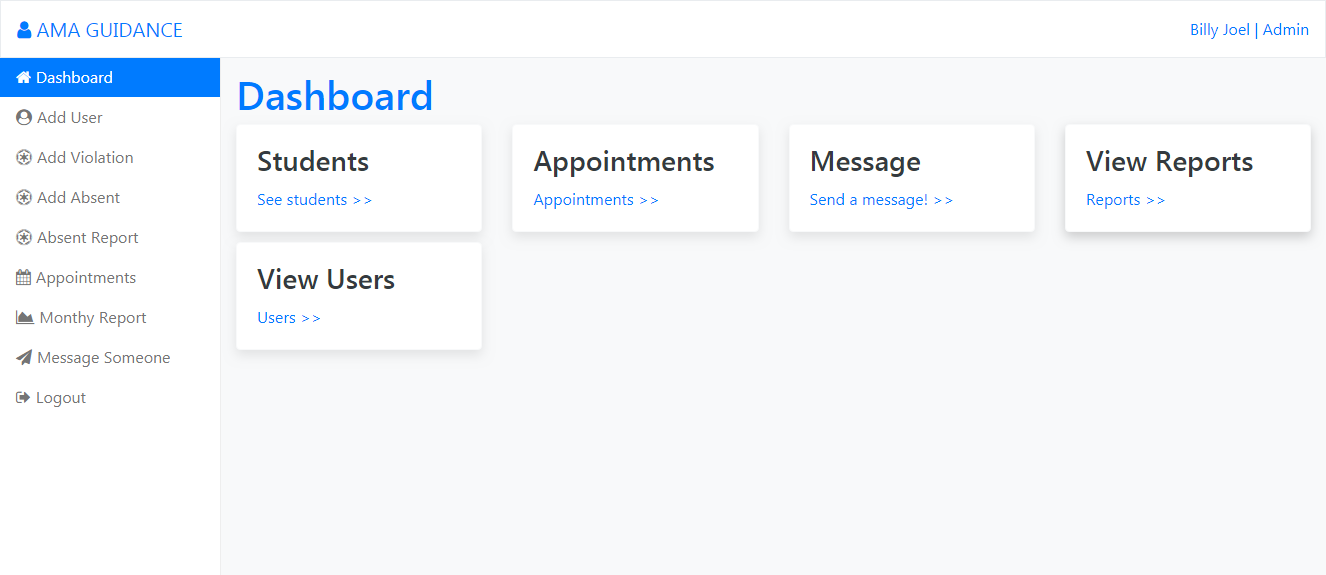 AMA GUIDANCE
Billy Joel | Admin
Dashboard
Add User
Add Violation
Add Absent
Absent Report
Appointments
Monthy Report
Message Someone
Logout
Dashboard
Students
See students >>
Appointments
Appointments >>
Message
Send a message! >>
View Reports
Reports >>
View Users
Users >>